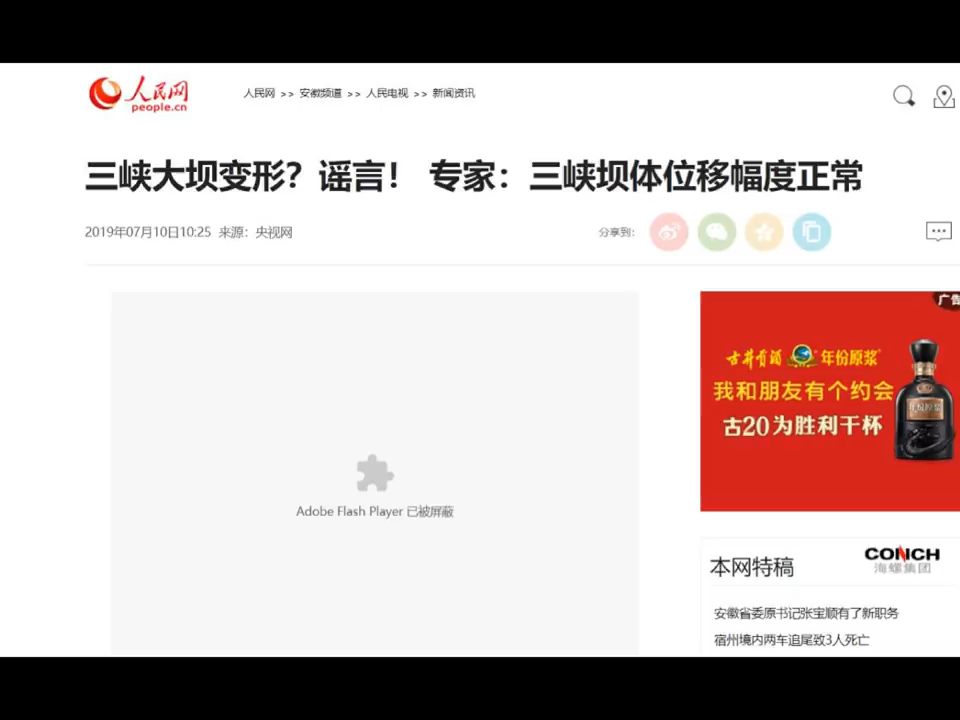 人民网
people.cn
人民网 >> 安徽频道 >> 人民电视 >> 新闻资讯
三峡大坝变形？谣言！ 专家：三峡坝体位移幅度正常
2019年07月10日10:25 来源：央视网
分享到：
广告
古井贡酒 年份原浆
我和朋友有个约会
古20为胜利干杯
Adobe Flash Player 已被屏蔽
本网特稿
CONCH
海螺集团
安徽省委原书记张宝顺有了新职务
宿州境内两车追尾致3人死亡